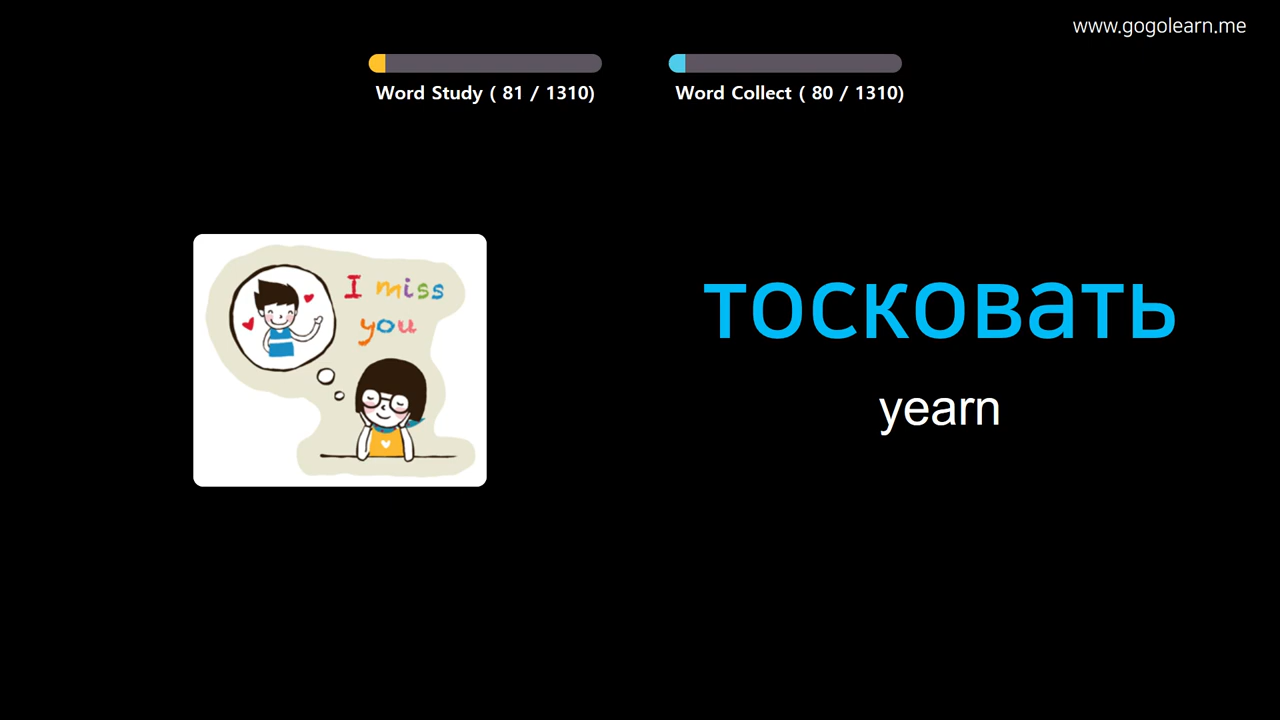 www.gogolearn.me
Word Study ( 81 / 1310)
Word Collect ( 80 / 1310)
I miss
you
тосковать
yearn